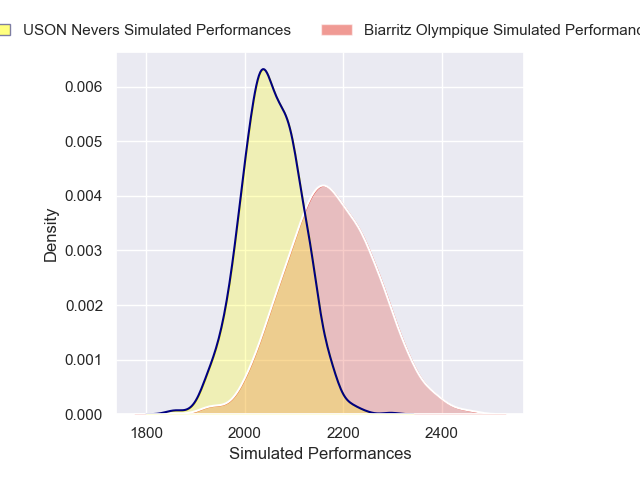 USON Nevers Simulated Performances
Biarritz Olympique Simulated
0.006
0.005
0.004
0.003
0.002
0.001
0.000
Density
1800 2000 2200 2400
Simulated Performances